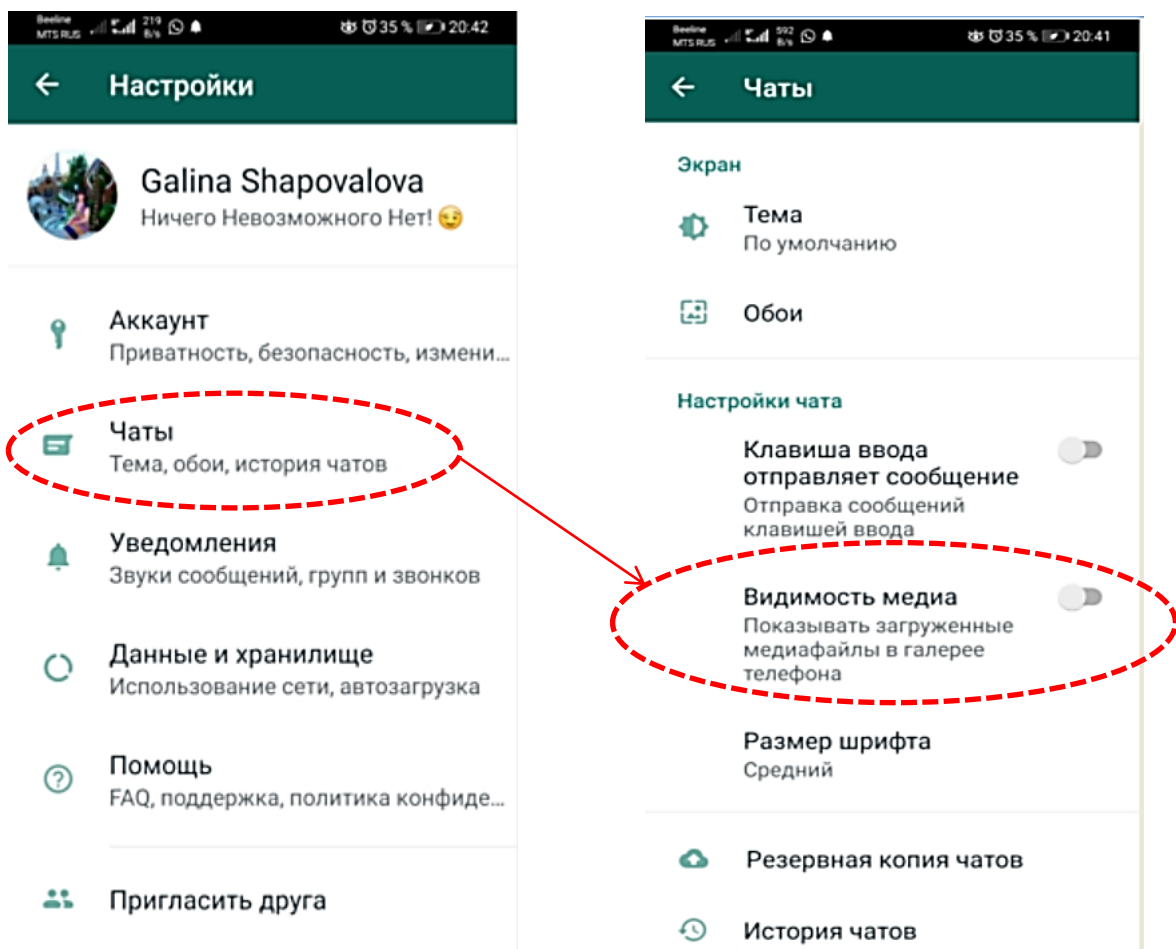 Beeline
MTS RUS
219
B/s
35 % 20:42
Настройки
Galina Shapovalova
Ничего Невозможного Нет! 😉
Аккаунт
Приватность, безопасность, измени...
Чаты
Тема, обои, история чатов
Уведомления
Звуки сообщений, групп и звонков
Данные и хранилище
Использование сети, автозагрузка
Помощь
FAQ, поддержка, политика конфиде...
Пригласить друга
Beeline
MTS RUS
592
B/s
35 % 20:41
Чаты
Экран
Тема
По умолчанию
Обои
Настройки чата
Клавиша ввода
отправляет сообщение
Отправка сообщений
клавишей ввода
Видимость медиа
Показывать загруженные
медиафайлы в галерее
телефона
Размер шрифта
Средний
Резервная копия чатов
История чатов